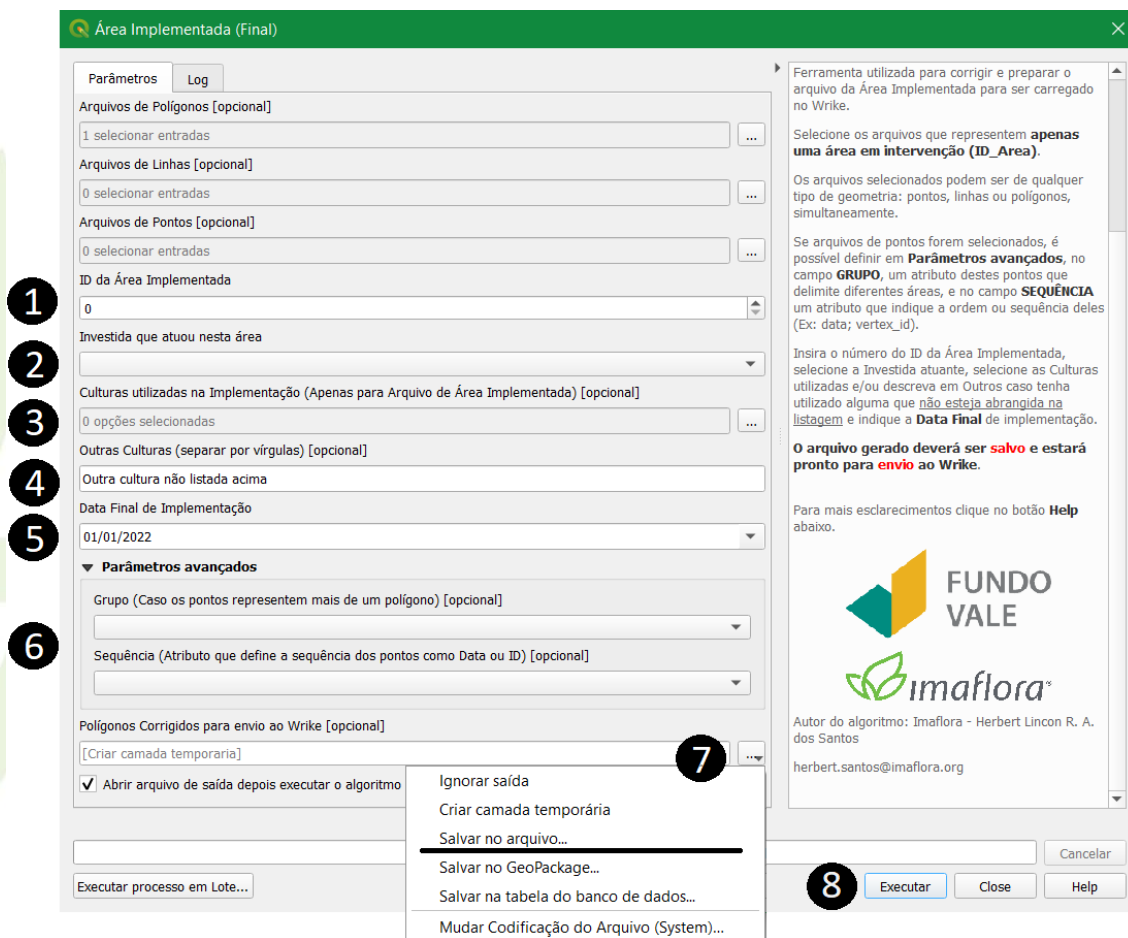 Área Implementada (Final)
Parâmetros
Log
Arquivos de Polígonos [opcional]
1 selecionar entradas
...
Arquivos de Linhas [opcional]
0 selecionar entradas
...
Arquivos de Pontos [opcional]
0 selecionar entradas
...
ID da Área Implementada
1
0
Investida que atuou nesta área
2
Culturas utilizadas na Implementação (Apenas para Arquivo de Área Implementada) [opcional]
3
0 opções selecionadas
...
Outras Culturas (separar por vírgulas) [opcional]
4
Outra cultura não listada acima
Data Final de Implementação
5
01/01/2022
Parâmetros avançados
Grupo (Caso os pontos representem mais de um polígono) [opcional]
6
Sequência (Atributo que define a sequência dos pontos como Data ou ID) [opcional]
Polígonos Corrigidos para envio ao Wrike [opcional]
[Criar camada temporaria]
7
...
Abrir arquivo de saída depois executar o algoritmo
Ignorar saída
Criar camada temporária
Salvar no arquivo...
Salvar no GeoPackage...
Salvar na tabela do banco de dados...
Mudar Codificação do Arquivo (System)...
Executar processo em Lote...
Cancelar
8
Executar
Close
Help
Ferramenta utilizada para corrigir e preparar o
arquivo da Área Implementada para ser carregado
no Wrike.
Selecione os arquivos que representem apenas
uma área em intervenção (ID_Area).
Os arquivos selecionados podem ser de qualquer
tipo de geometria: pontos, linhas ou polígonos,
simultaneamente.
Se arquivos de pontos forem selecionados, é
possível definir em Parâmetros avançados, no
campo GRUPO, um atributo destes pontos que
delimite diferentes áreas, e no campo SEQUÊNCIA
um atributo que indique a ordem ou sequência deles
(Ex: data; vertex_id).
Insira o número do ID da Área Implementada,
selecione a Investida atuante, selecione as Culturas
utilizadas e/ou descreva em Outros caso tenha
utilizado alguma que não esteja abrangida na
listagem e indique a Data Final de implementação.
O arquivo gerado deverá ser salvo e estará
pronto para envio ao Wrike.
Para mais esclarecimentos clique no botão Help
abaixo.
FUNDO
VALE
imaflora
Autor do algoritmo: Imaflora - Herbert Lincon R. A.
dos Santos
herbert.santos@imaflora.org